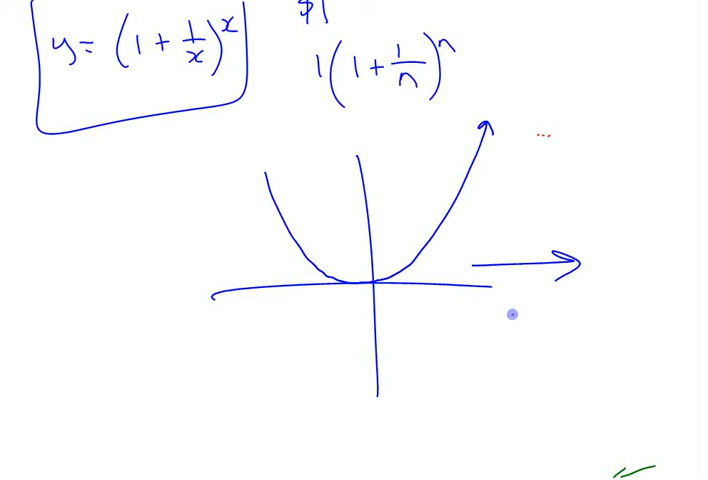 $1
y = (1 + 1/x)^x
1(1 + 1/n)^n
...